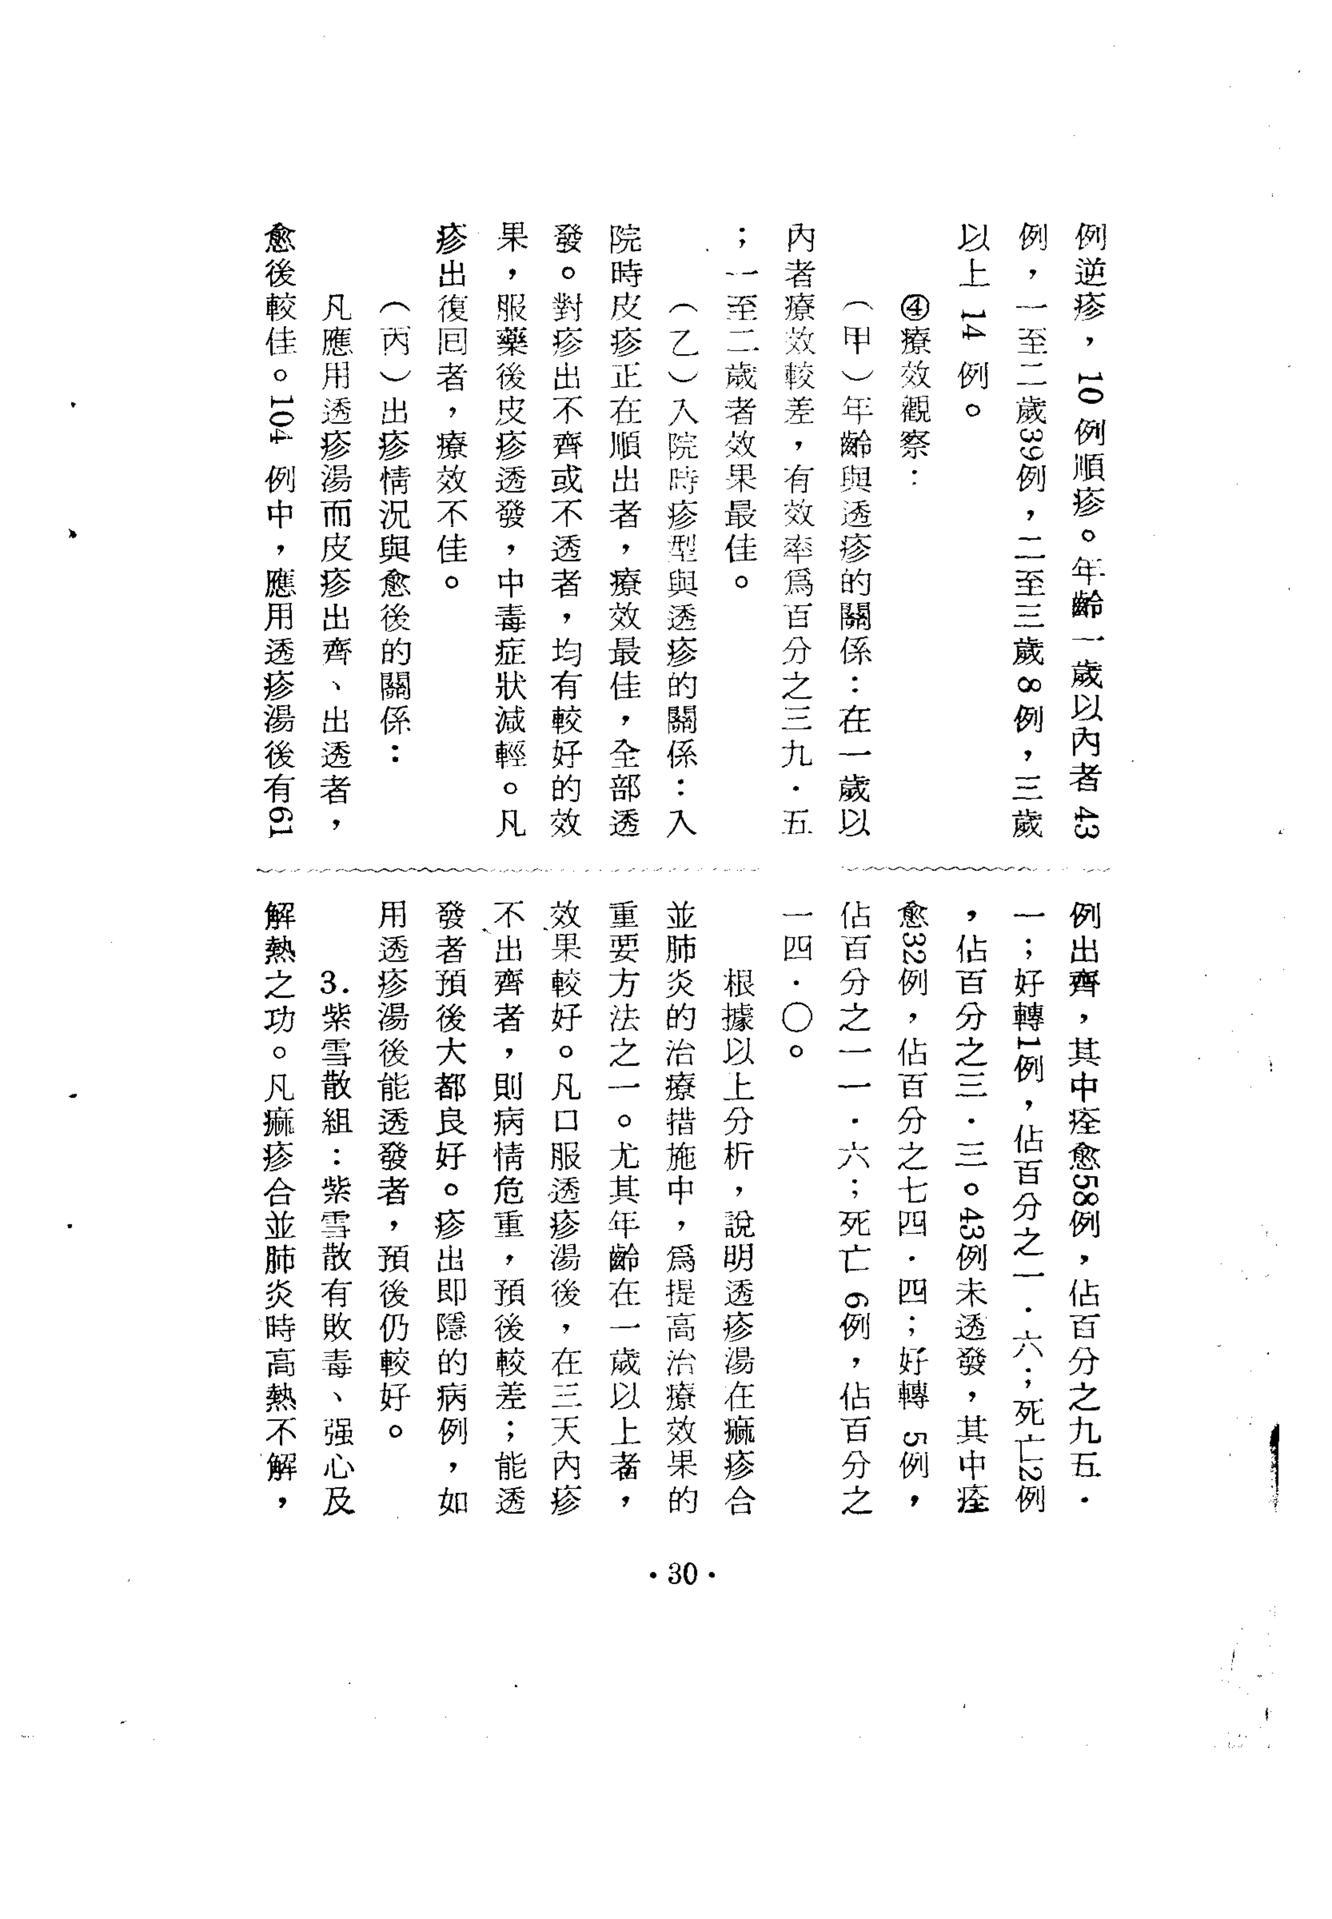 例逆疹，10例順疹。年齡一歲以內者43
例，一至二歲39例，二至三歲8例，三歲
以上14例。
④療效觀察：
（甲）年齡與透疹的關係：在一歲以
內者療效較差，有效率爲百分之三九．五
；一至二歲者效果最佳。
（乙）入院時疹型與透疹的關係：入
院時皮疹正在順出者，療效最佳，全部透
發。對疹出不齊或不透者，均有較好的效
果，服藥後皮疹透發，中毒症狀減輕。凡
疹出復回者，療效不佳。
（丙）出疹情況與愈後的關係：
凡應用透疹湯而皮疹出齊、出透者，
愈後較佳。104例中，應用透疹湯後有61
例出齊，其中痊愈58例，佔百分之九五．
一；好轉1例，佔百分之一．六；死亡2例
，佔百分之三．三。43例未透發，其中痊
愈32例，佔百分之七四．四；好轉5例，
佔百分之一一．六；死亡6例，佔百分之
一四．〇。
根據以上分析，說明透疹湯在痲疹合
並肺炎的治療措施中，爲提高治療效果的
重要方法之一。尤其年齡在一歲以上者，
效果較好。凡口服透疹湯後，在三天內疹
不出齊者，則病情危重，預後較差；能透
發者預後大都良好。疹出即隱的病例，如
用透疹湯後能透發者，預後仍較好。
3.紫雪散組：紫雪散有敗毒、强心及
解熱之功。凡痲疹合並肺炎時高熱不解，
·30·